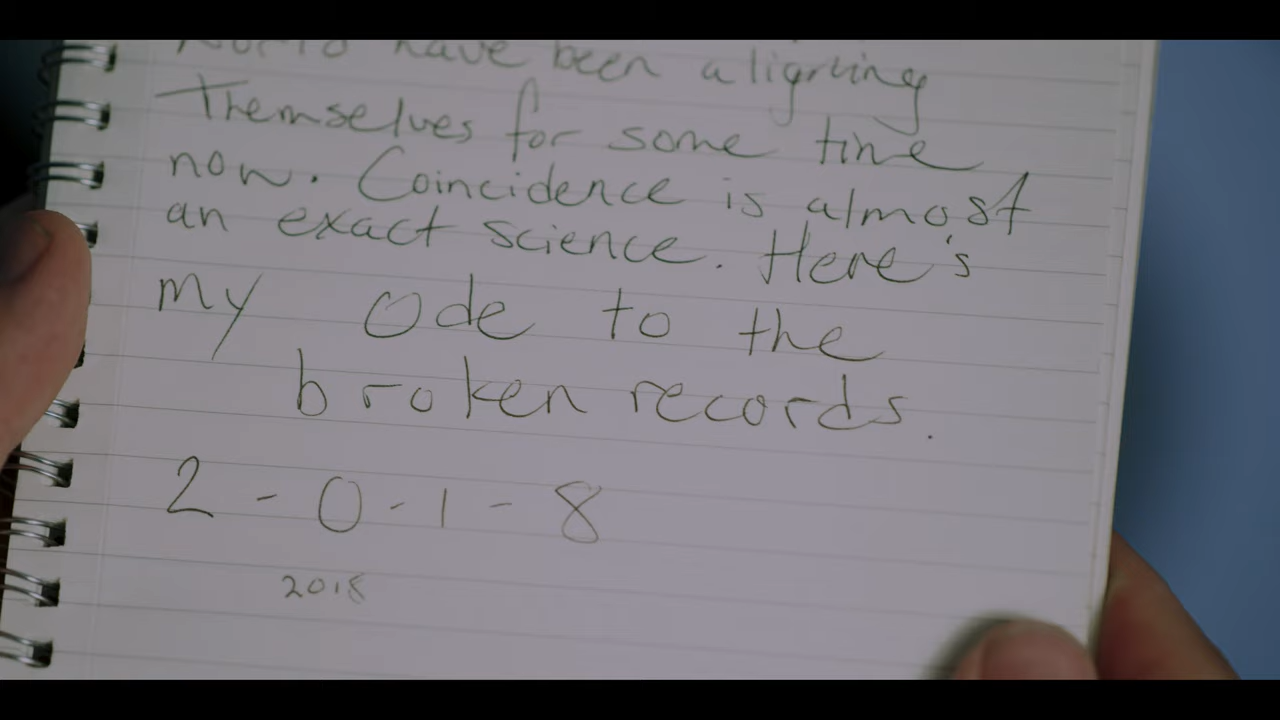 have been aligning
Themselves for some time
now. Coincidence is almost
an exact science. Here's
my Ode to the
broken records.
2-0-1-8
2018